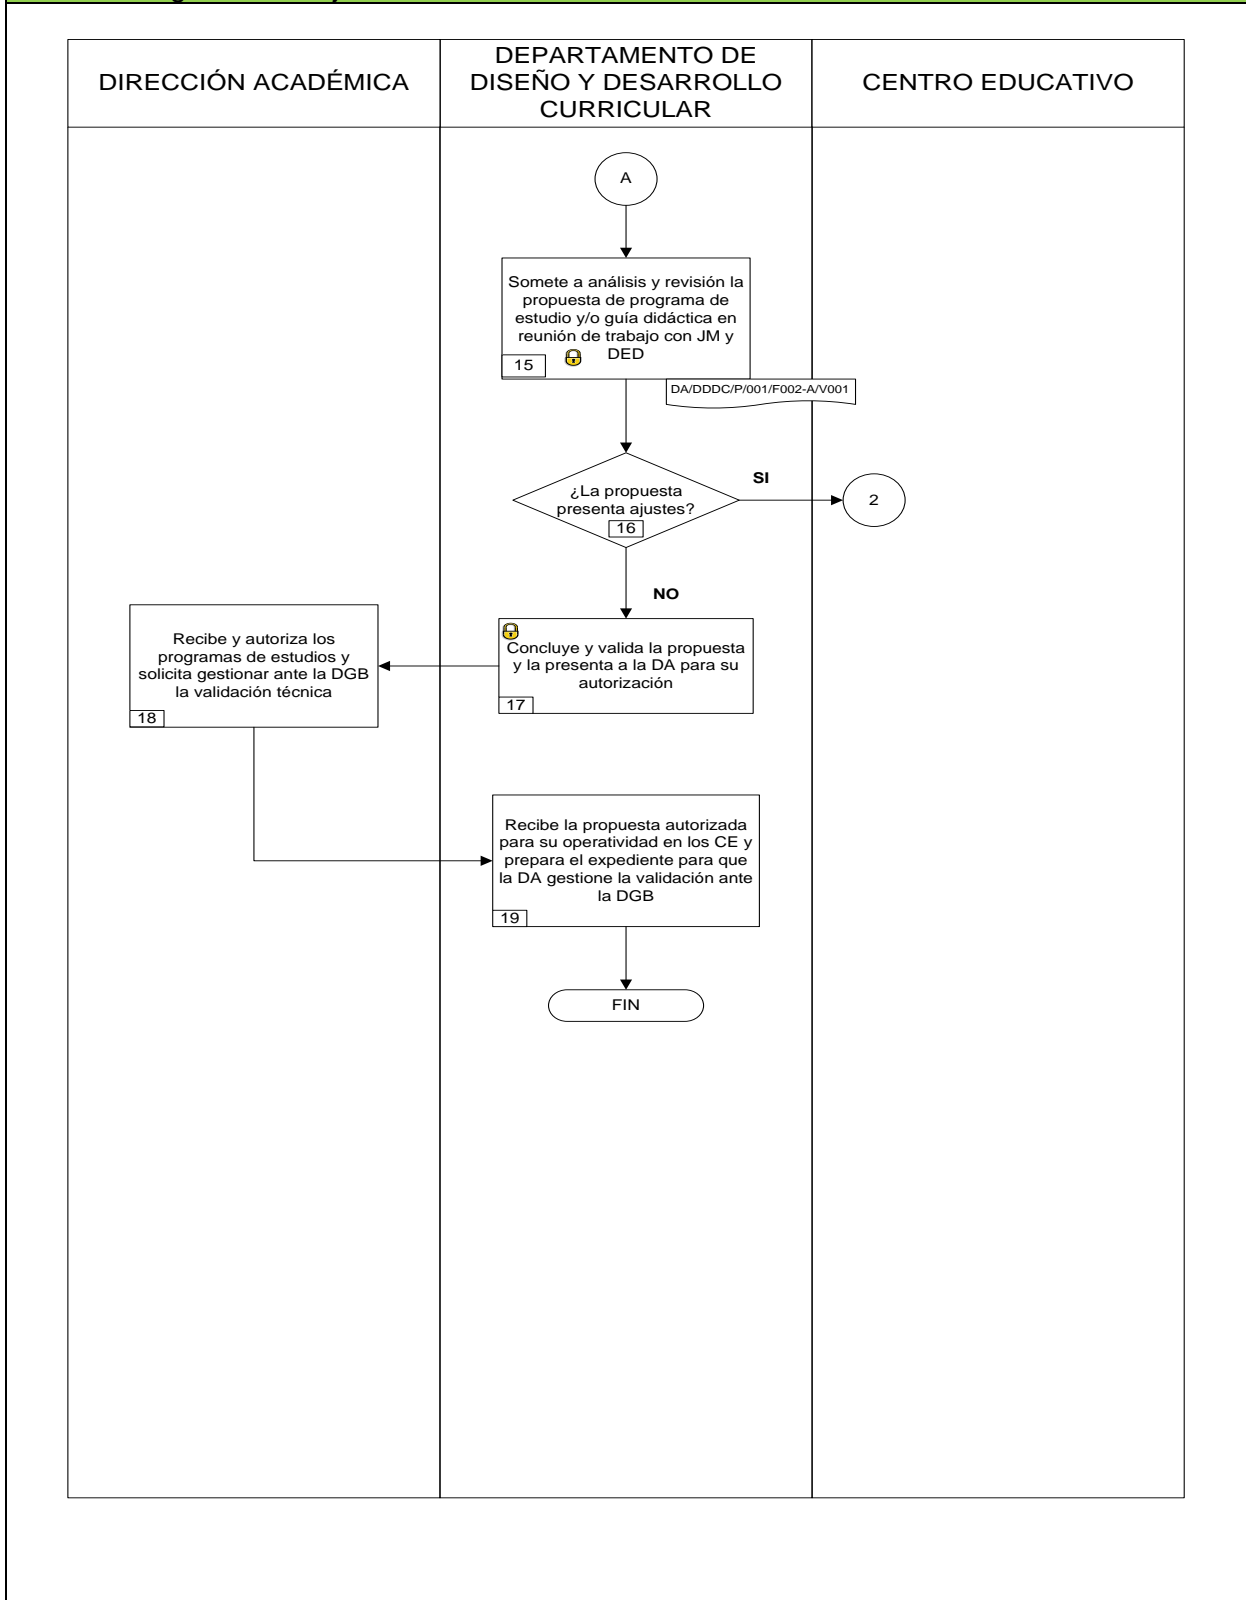 DIRECCIÓN ACADÉMICA
DEPARTAMENTO DE
DISEÑO Y DESARROLLO
CURRICULAR
CENTRO EDUCATIVO
A
Somete a análisis y revisión la
propuesta de programa de
estudio y/o guía didáctica en
reunión de trabajo con JM y
DED
15
DA/DDDC/P/001/F002-A/V001
¿La propuesta
presenta ajustes?
16
SI
2
NO
Concluye y valida la propuesta
y la presenta a la DA para su
autorización
17
Recibe y autoriza los
programas de estudios y
solicita gestionar ante la DGB
la validación técnica
18
Recibe la propuesta autorizada
para su operatividad en los CE y
prepara el expediente para que
la DA gestione la validación ante
la DGB
19
FIN